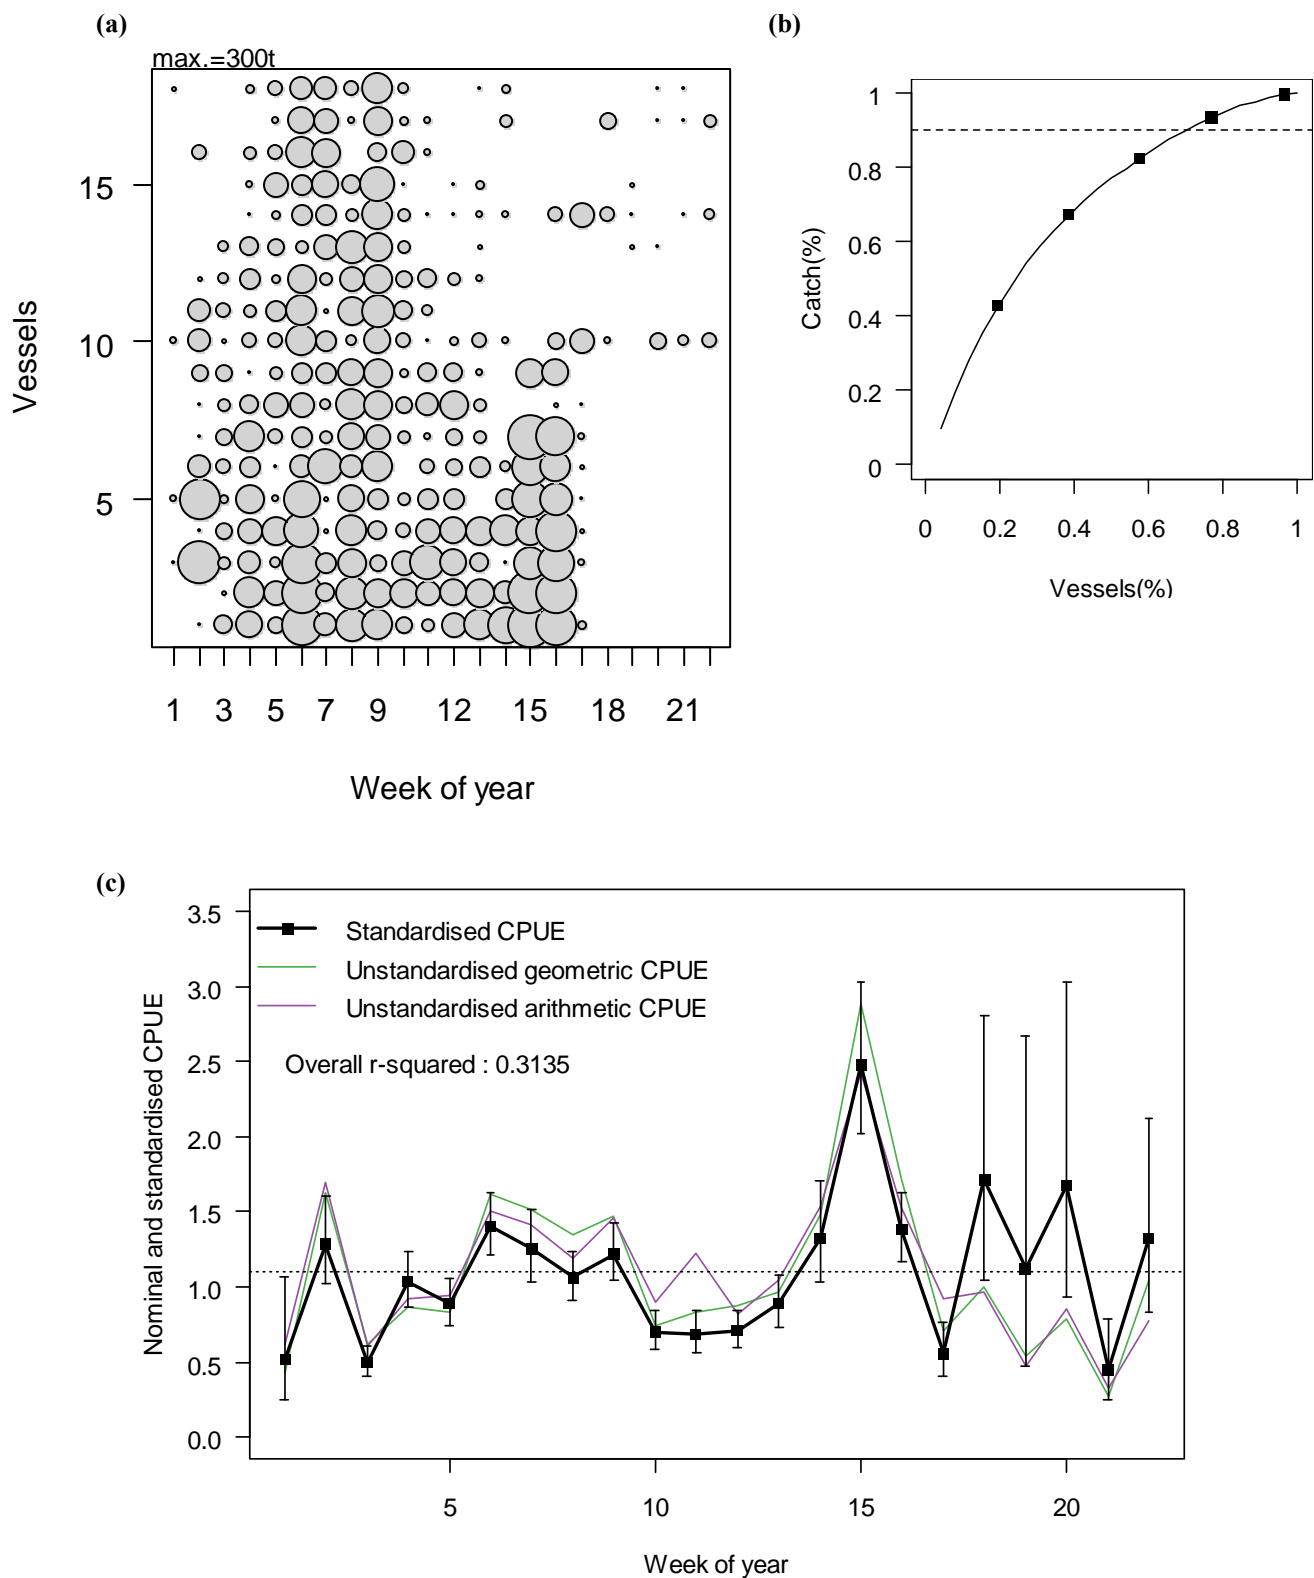 (a)
max.=300t
15
10
5
Vessels
1 3 5 7 9 12 15 18 21
Week of year
(b)
1
0.8
0.6
0.4
0.2
0
Catch(%)
0 0.2 0.4 0.6 0.8 1
Vessels(%)
(c)
3.5
3.0
2.5
2.0
1.5
1.0
0.5
0.0
Nominal and standardised CPUE
Standardised CPUE
Unstandardised geometric CPUE
Unstandardised arithmetic CPUE
Overall r-squared : 0.3135
5 10 15 20
Week of year